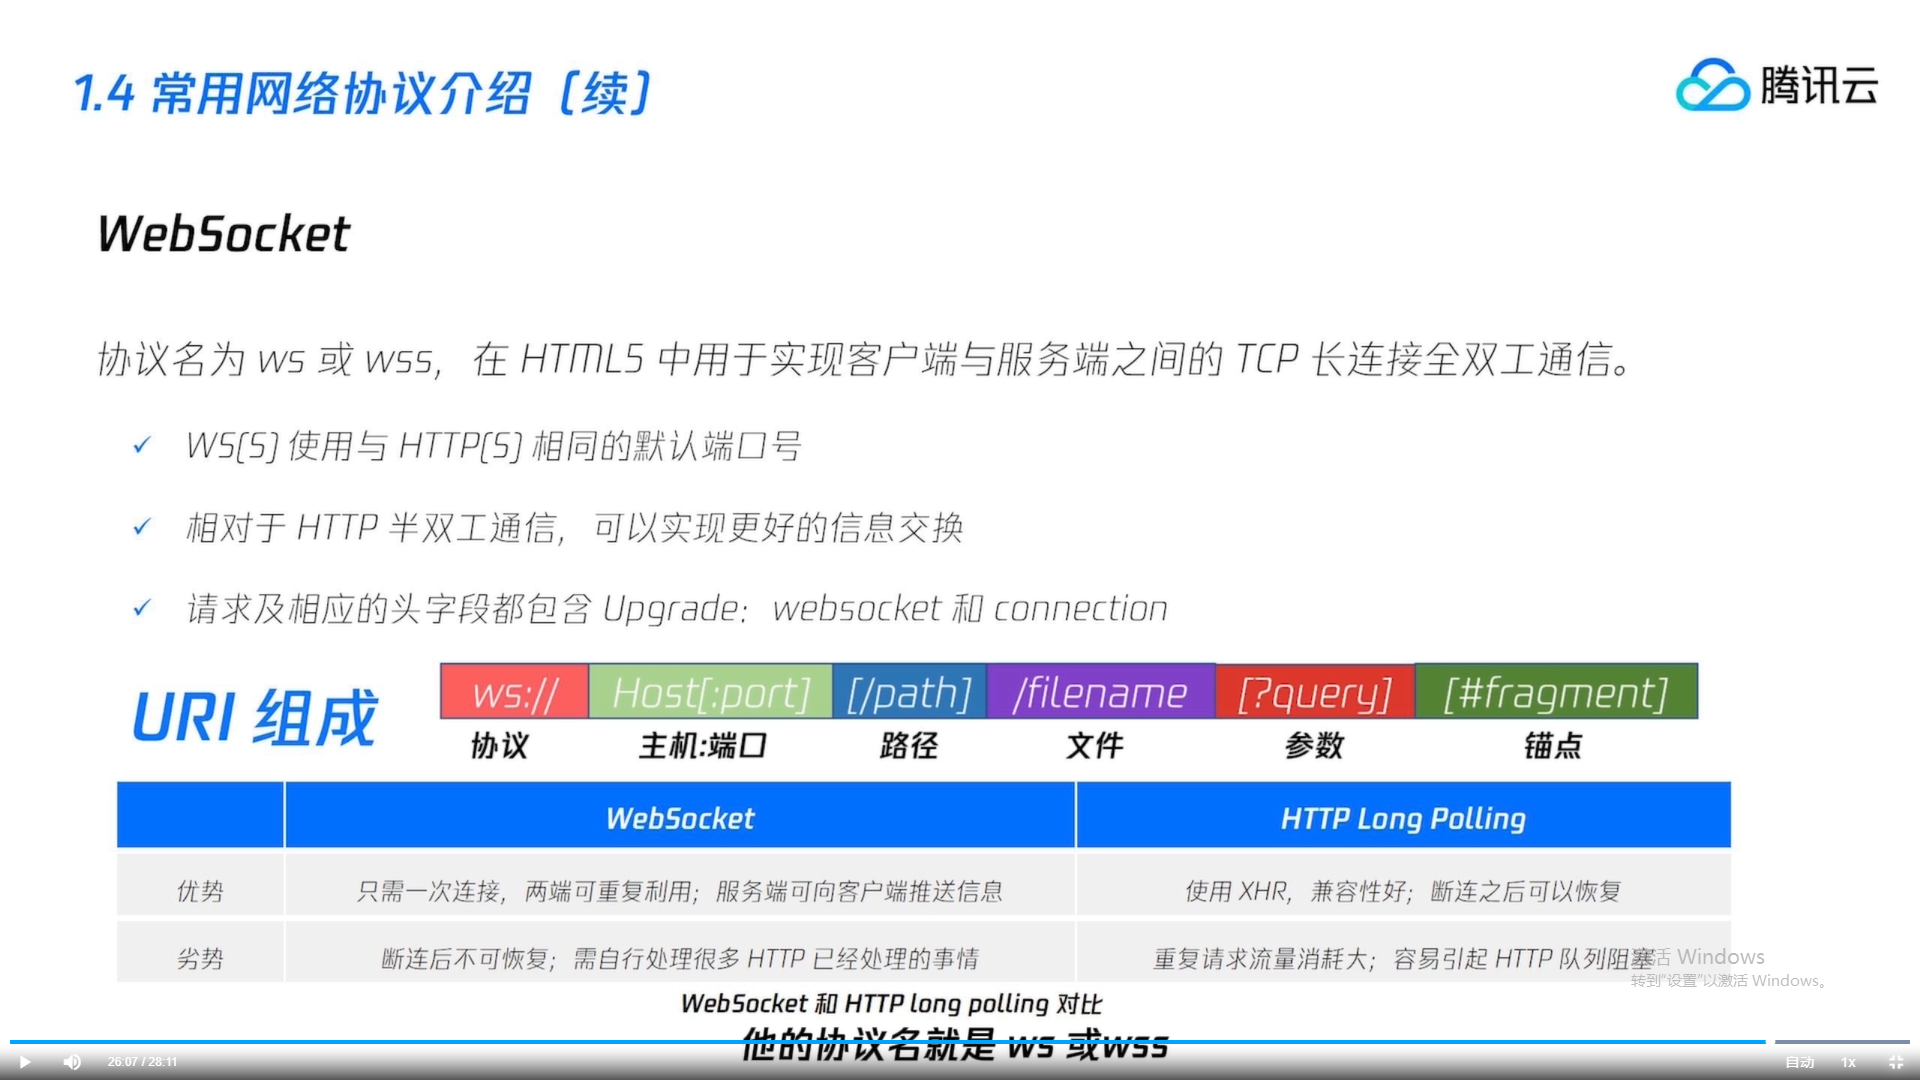 1.4 常用网络协议介绍（续）
腾讯云
WebSocket
协议名为 ws 或 wss，在 HTML5 中用于实现客户端与服务端之间的 TCP 长连接全双工通信。
✓ WS(S) 使用与 HTTP(S) 相同的默认端口号
✓ 相对于 HTTP 半双工通信，可以实现更好的信息交换
✓ 请求及相应的头字段都包含 Upgrade：websocket 和 connection
URI 组成
ws:// Host[:port] [/path] /filename [?query] [#fragment]
协议 主机:端口 路径 文件 参数 锚点
WebSocket HTTP Long Polling
优势 只需一次连接，两端可重复利用；服务端可向客户端推送信息 使用 XHR，兼容性好；断连之后可以恢复
劣势 断连后不可恢复；需自行处理很多 HTTP 已经处理的事情 重复请求流量消耗大；容易引起 HTTP 队列阻塞
激活 Windows
转到“设置”以激活 Windows。
WebSocket 和 HTTP long polling 对比
他的协议名就是 ws 或wss
26:07 / 28:11 自动 1x